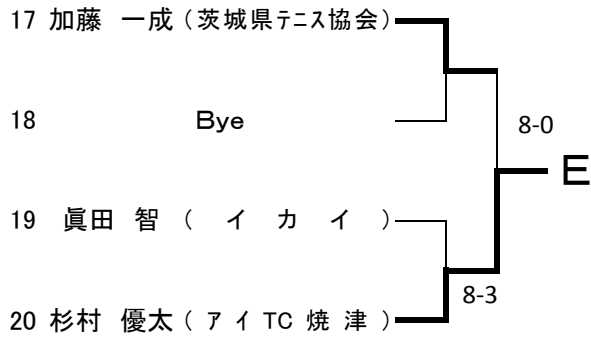 17 加藤 一成 (茨城県テニス協会)
18 Bye
8-0
E
19 眞田 智 ( イ カ イ )
8-3
20 杉村 優太 ( アイ TC 焼 津 )